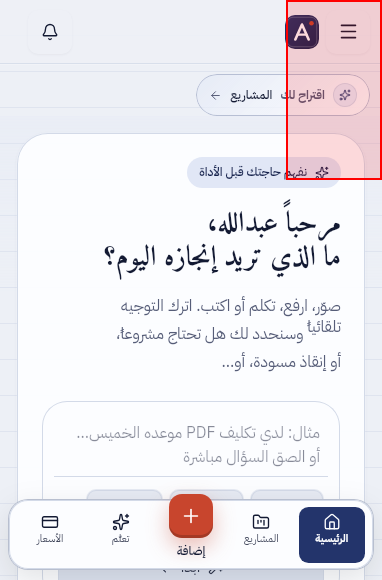 A
اقتراح لك المشاريع ←
نفهم حاجتك قبل الأداة
مرحباً عبدالله،
ما الذي تريد إنجازه اليوم؟
صوّر، ارفع، تكلم أو اكتب. اترك التوجيه
تلقائياً وسنحدد لك هل تحتاج مشروعاً،
أو إنقاذ مسودة، أو...
مثال: لدي تكليف PDF موعده الخميس...
أو الصق السؤال مباشرة
الرئيسية
المشاريع
إضافة
تعلّم
الأسعار